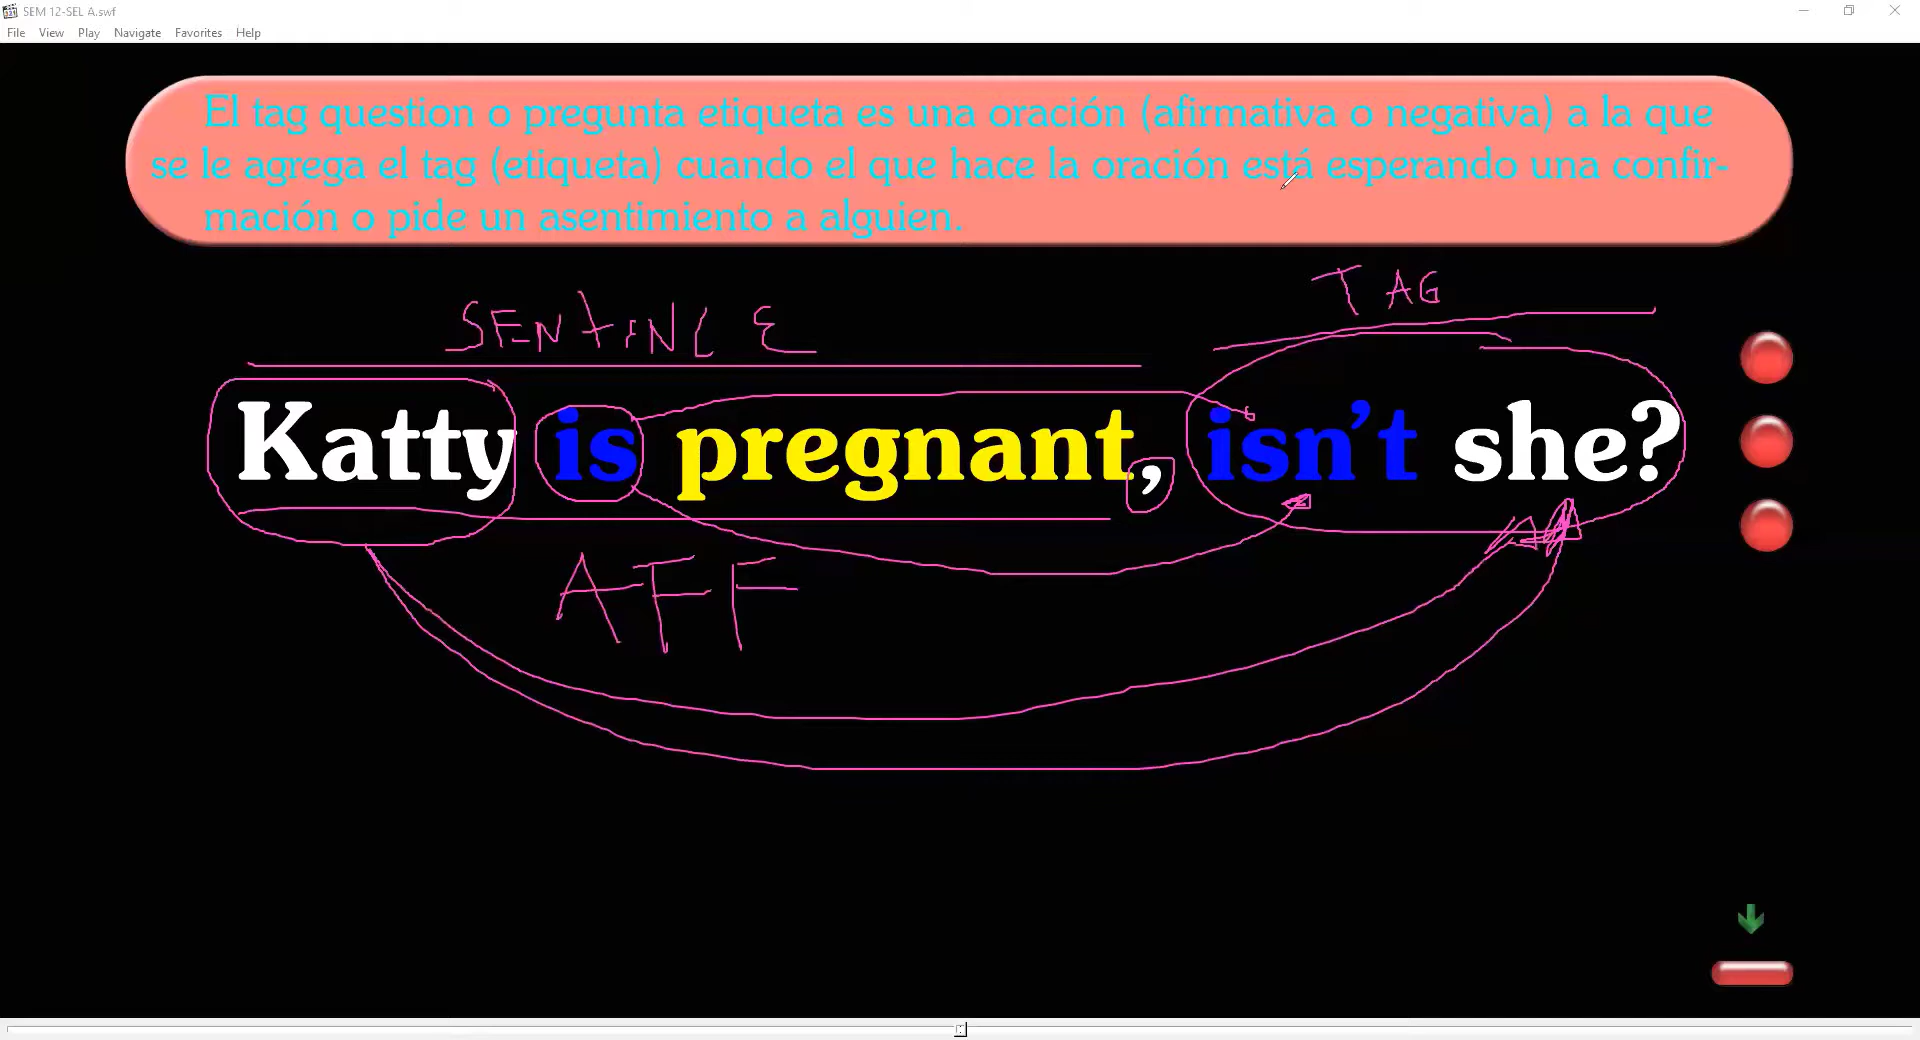 SEM 12-SEL A.swf
File View Play Navigate Favorites Help
El tag question o pregunta etiqueta es una oración (afirmativa o negativa) a la que
se le agrega el tag (etiqueta) cuando el que hace la oración está esperando una confir-
mación o pide un asentimiento a alguien.
TAG
SENTENCE
Katty is pregnant, isn't she?
AFF